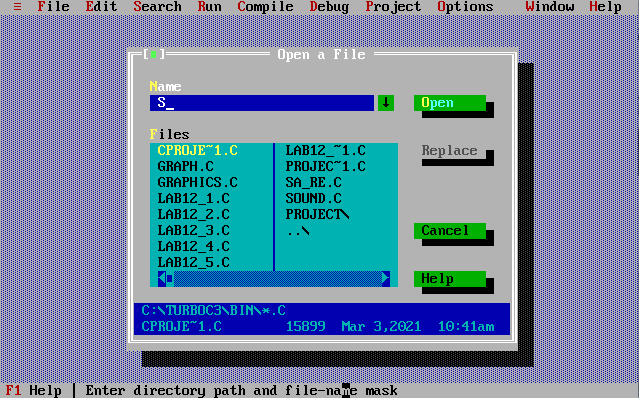 ≡ File Edit Search Run Compile Debug Project Options Window Help
Open a File
Name
S_
↓
Open
Files
CPROJE~1.C
GRAPH.C
GRAPHICS.C
LAB12_1.C
LAB12_2.C
LAB12_3.C
LAB12_4.C
LAB12_5.C
LAB12_~1.C
PROJEC~1.C
SA_RE.C
SOUND.C
PROJECT\
..\
Replace
Cancel
Help
C:\TURBOC3\BIN\*.C
CPROJE~1.C 15899 Mar 3,2021 10:41am
F1 Help | Enter directory path and file-name mask